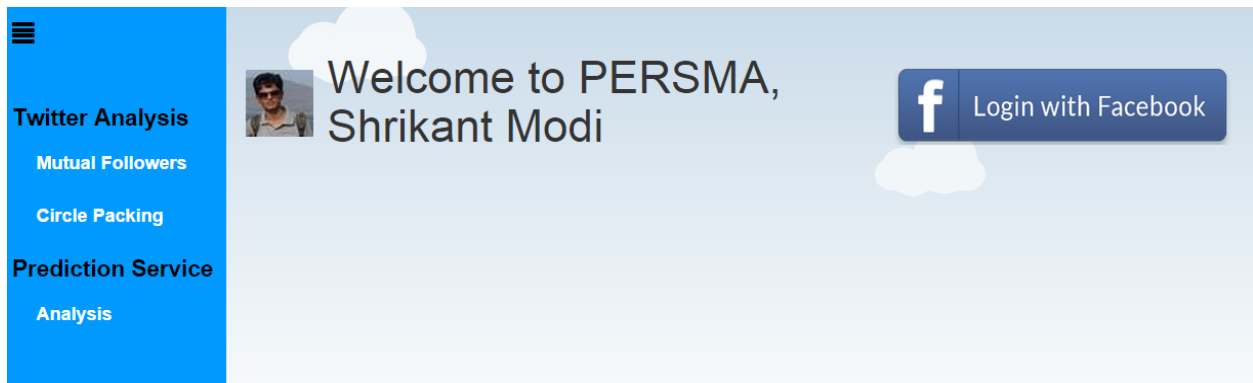 Twitter Analysis
Mutual Followers
Circle Packing
Prediction Service
Analysis
Welcome to PERSMA,
Shrikant Modi
f Login with Facebook